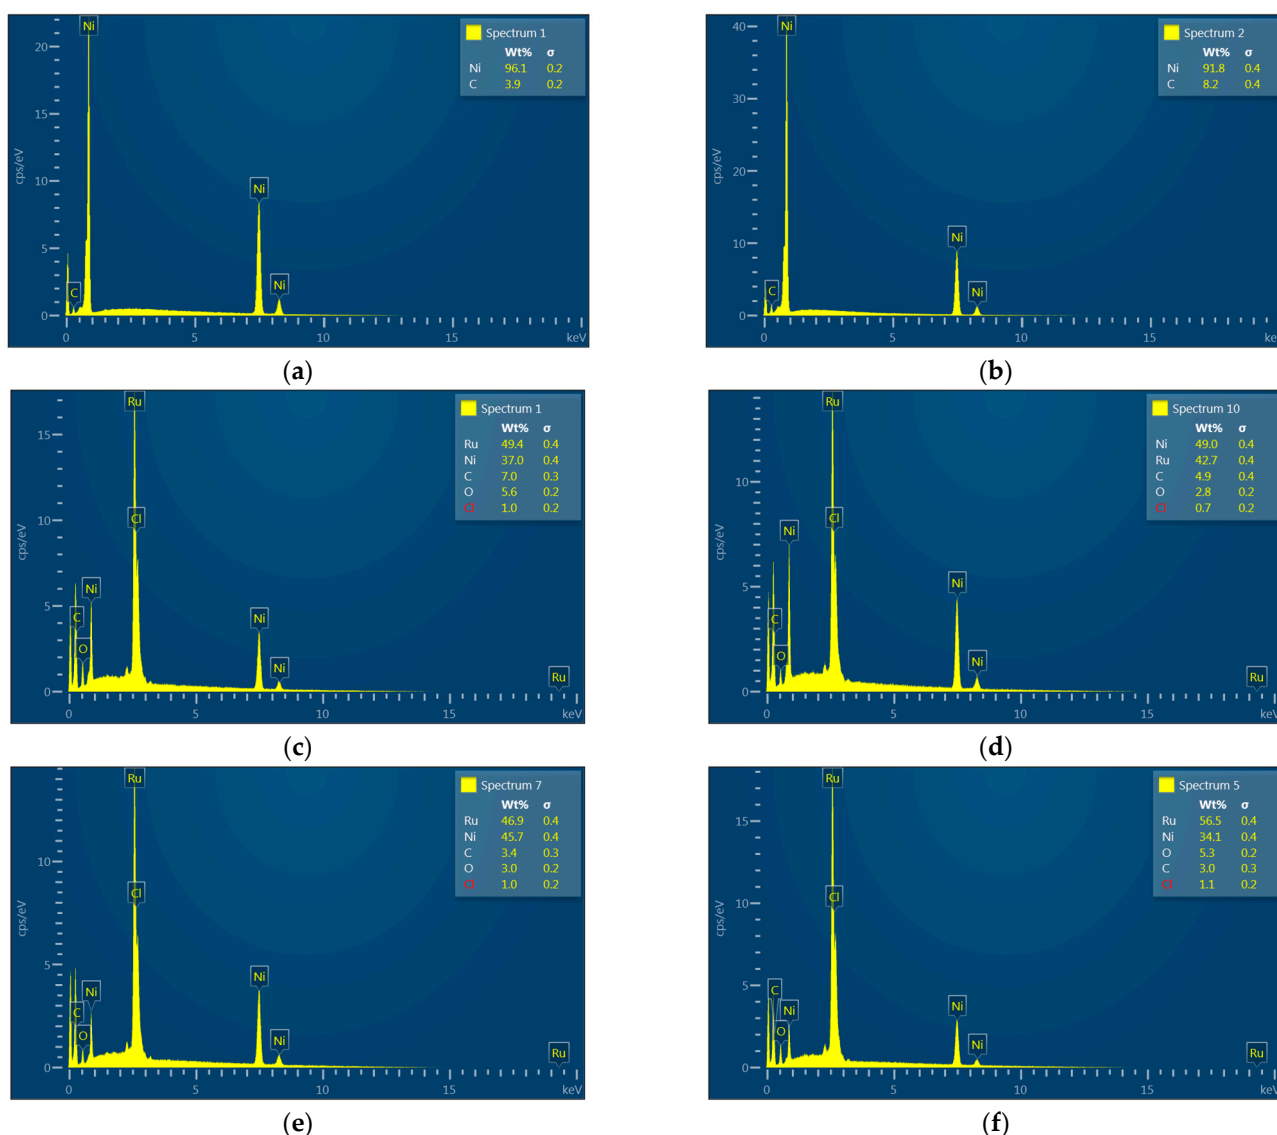 Spectrum 1
Wt% σ
Ni 96.1 0.2
C 3.9 0.2
cps/eV
20
15
10
5
0
Ni
C
Ni
Ni
0 5 10 15 keV
(a)
Spectrum 2
Wt% σ
Ni 91.8 0.4
C 8.2 0.4
cps/eV
40
30
20
10
0
Ni
C
Ni
Ni
0 5 10 15 keV
(b)
Spectrum 1
Wt% σ
Ru 49.4 0.4
Ni 37.0 0.4
C 7.0 0.3
O 5.6 0.2
Cl 1.0 0.2
cps/eV
15
10
5
0
Ru
Cl
Ni
C
O
Ni
Ni
Ru
0 5 10 15 keV
(c)
Spectrum 10
Wt% σ
Ni 49.0 0.4
Ru 42.7 0.4
C 4.9 0.4
O 2.8 0.2
Cl 0.7 0.2
cps/eV
10
5
0
Ru
Cl
Ni
C
O
Ni
Ni
Ru
0 5 10 15 keV
(d)
Spectrum 7
Wt% σ
Ru 46.9 0.4
Ni 45.7 0.4
C 3.4 0.3
O 3.0 0.2
1.0 0.2
cps/eV
10
5
0
Ru
Cl
Ni
C
O
Ni
Ni
Ru
0 5 10 15 keV
(e)
Spectrum 5
Wt% σ
Ru 56.5 0.4
Ni 34.1 0.4
O 5.3 0.2
C 3.0 0.3
1.1 0.2
cps/eV
15
10
5
0
Ru
Cl
C
Ni
O
Ni
Ni
Ru
0 5 10 15 keV
(f)